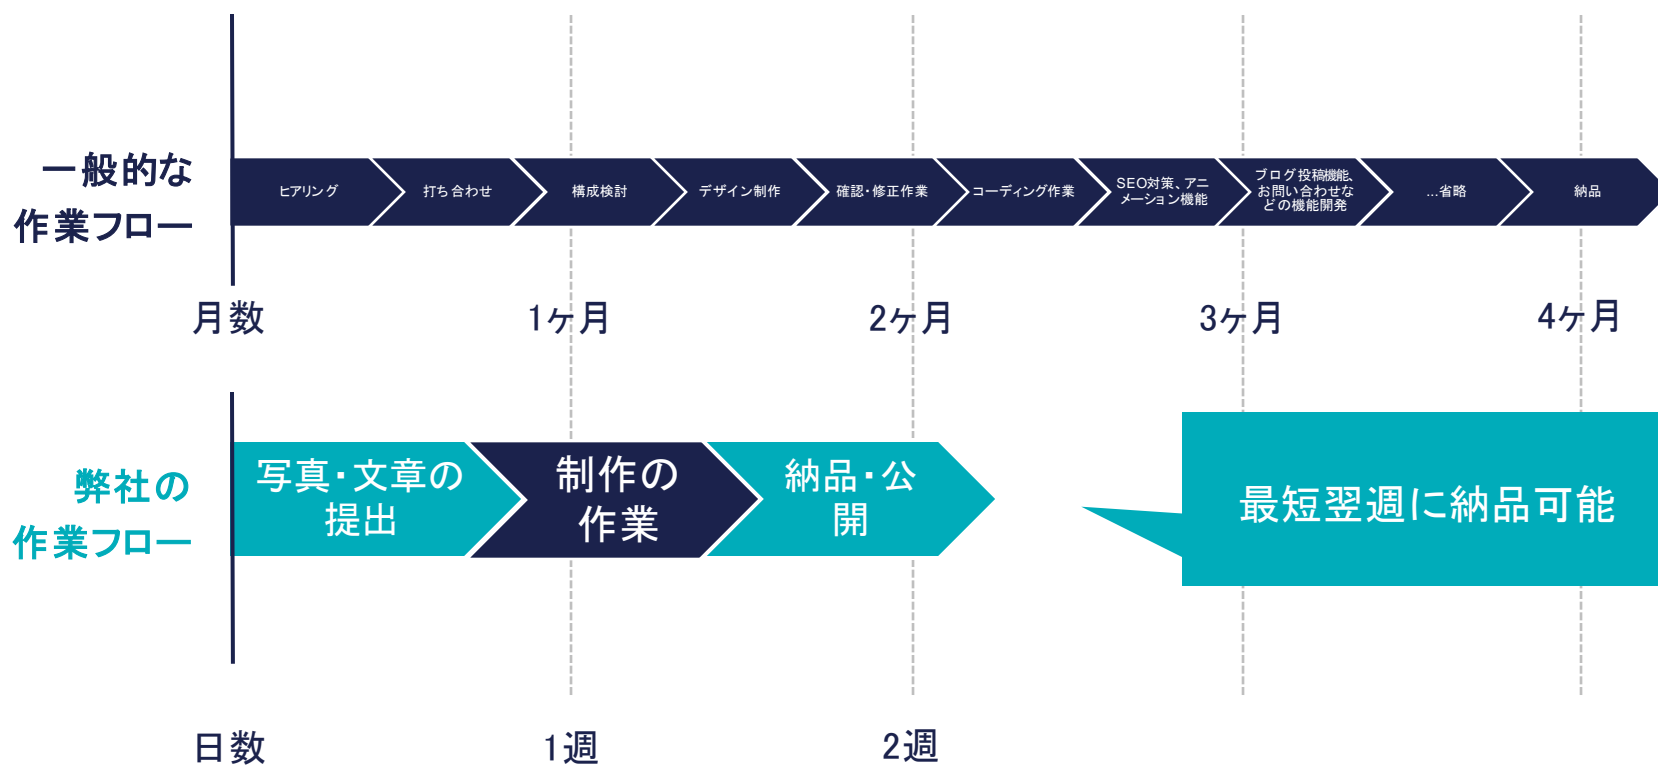 一般的な
作業フロー
ヒアリング
打ち合わせ
構成検討
デザイン制作
確認・修正作業
コーディング作業
SEO対策、アニ
メーション機能
ブログ投稿機能、
お問い合わせな
どの機能開発
…省略
納品
月数
1ヶ月
2ヶ月
3ヶ月
4ヶ月
弊社の
作業フロー
写真・文章の
提出
制作の
作業
納品・公
開
最短翌週に納品可能
日数
1週
2週